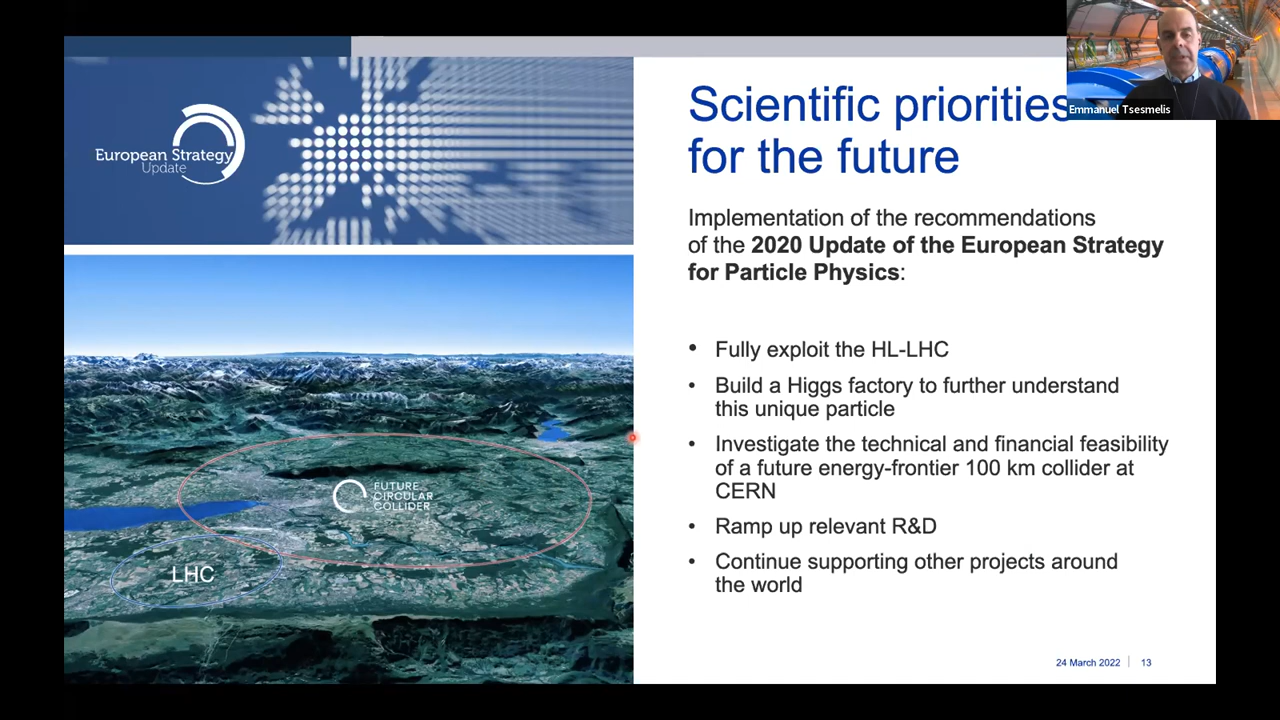 Emmanuel Tsesmelis
European Strategy
Update
Scientific priorities
for the future
Implementation of the recommendations
of the 2020 Update of the European Strategy
for Particle Physics:
• Fully exploit the HL-LHC
• Build a Higgs factory to further understand
this unique particle
• Investigate the technical and financial feasibility
of a future energy-frontier 100 km collider at
CERN
• Ramp up relevant R&D
• Continue supporting other projects around
the world
FUTURE
CIRCULAR
COLLIDER
LHC
24 March 2022 | 13